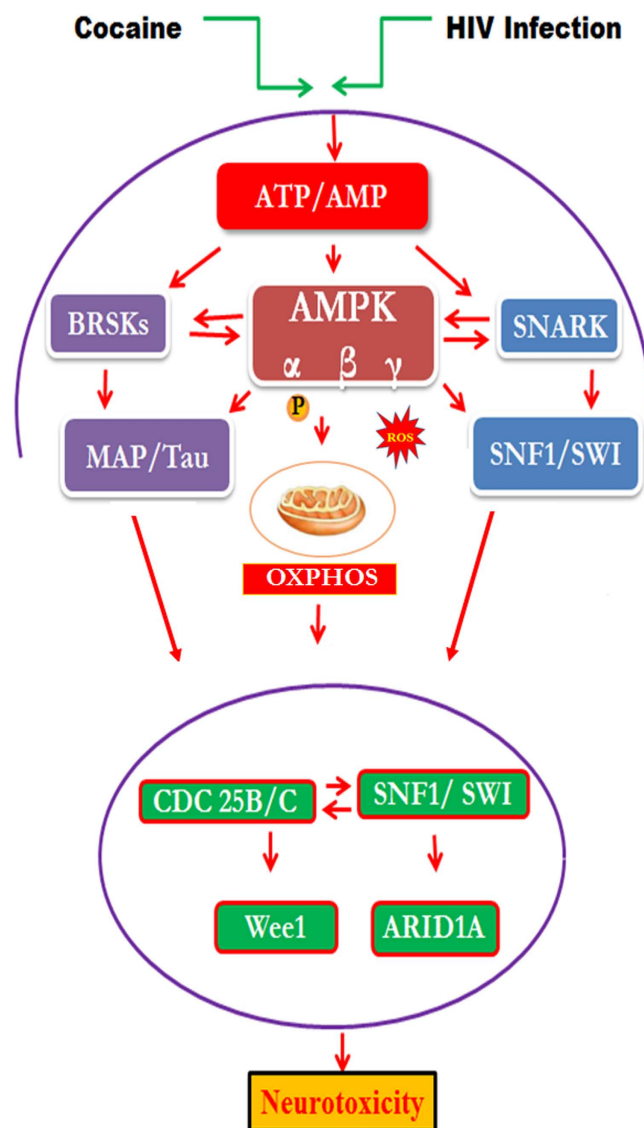 Cocaine
HIV Infection
ATP/AMP
BRSKs
AMPK
α β γ
SNARK
P
ROS
MAP/Tau
SNF1/SWI
OXPHOS
CDC 25B/C
SNF1/ SWI
Wee1
ARID1A
Neurotoxicity